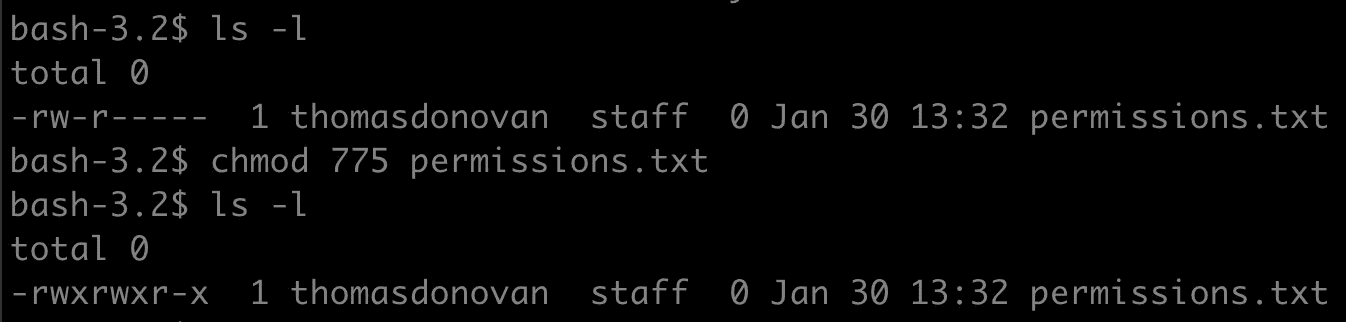 bash-3.2$ ls -l
total 0
-rw-r-----  1 thomasdonovan  staff  0 Jan 30 13:32 permissions.txt
bash-3.2$ chmod 775 permissions.txt
bash-3.2$ ls -l
total 0
-rwxrwxr-x  1 thomasdonovan  staff  0 Jan 30 13:32 permissions.txt